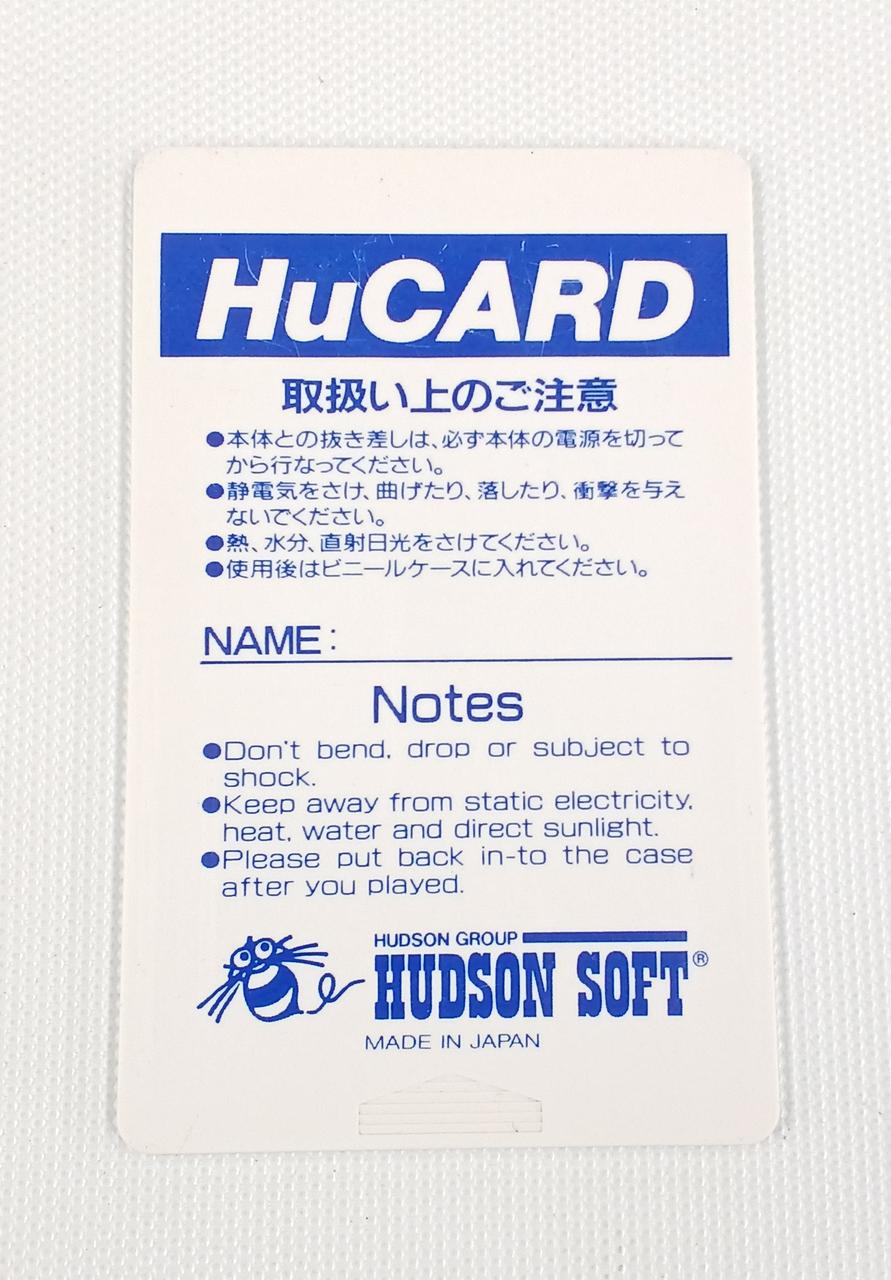 HuCARD
取扱い上のご注意
●本体との抜き差しは、必ず本体の電源を切って
から行なってください。
●静電気をさけ、曲げたり、落したり、衝撃を与え
ないでください。
●熱、水分、直射日光をさけてください。
●使用後はビニールケースに入れてください。
NAME:
Notes
●Don't bend, drop or subject to
shock.
●Keep away from static electricity,
heat, water and direct sunlight.
●Please put back in-to the case
after you played.
HUDSON GROUP
HUDSON SOFT®
MADE IN JAPAN